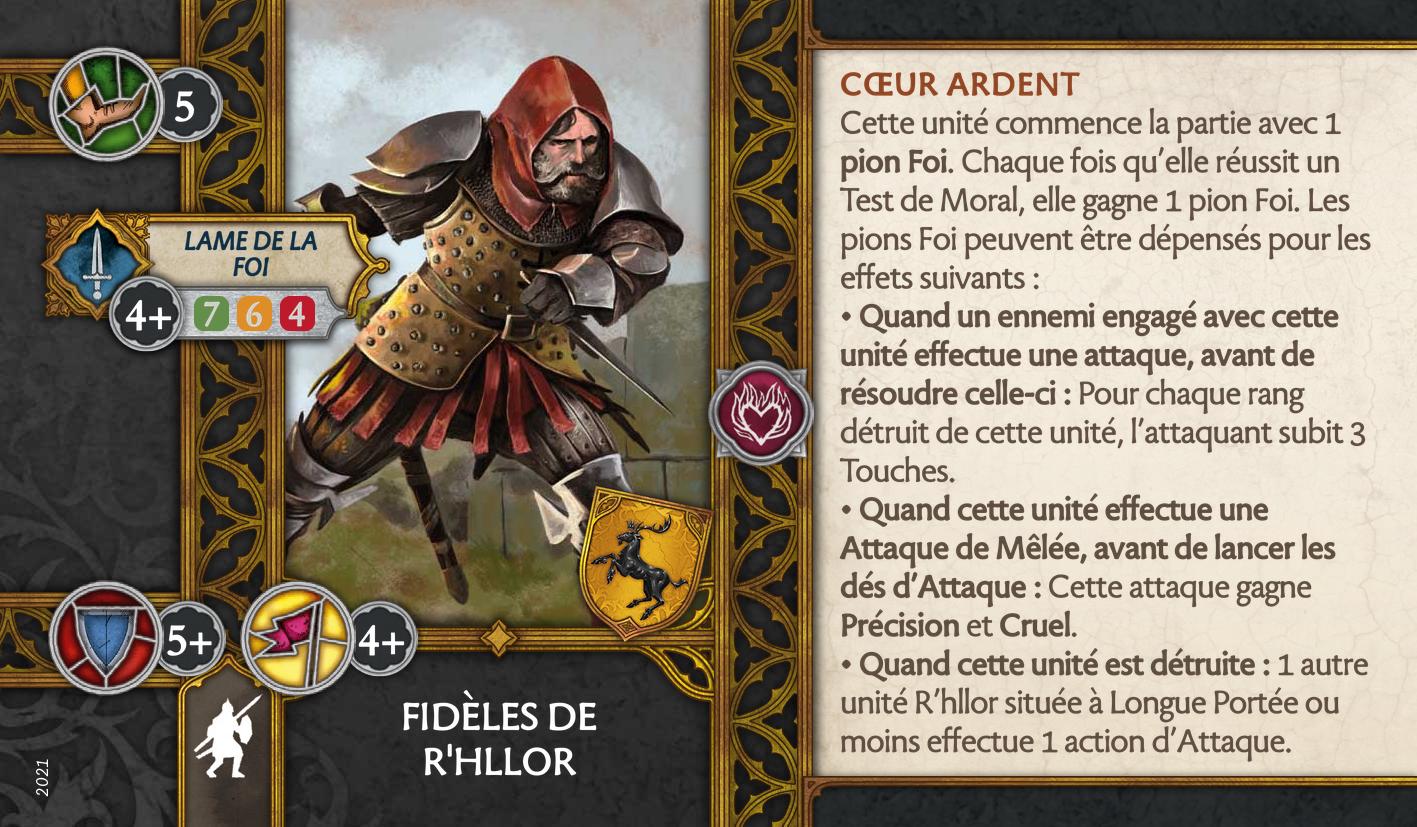 5
LAME DE LA
FOI
4+ 7 6 4
5+ 4+
FIDÈLES DE
R'HLLOR
2021
CŒUR ARDENT
Cette unité commence la partie avec 1
pion Foi. Chaque fois qu'elle réussit un
Test de Moral, elle gagne 1 pion Foi. Les
pions Foi peuvent être dépensés pour les
effets suivants :
• Quand un ennemi engagé avec cette
unité effectue une attaque, avant de
résoudre celle-ci : Pour chaque rang
détruit de cette unité, l'attaquant subit 3
Touches.
• Quand cette unité effectue une
Attaque de Mêlée, avant de lancer les
dés d'Attaque : Cette attaque gagne
Précision et Cruel.
• Quand cette unité est détruite : 1 autre
unité R'hllor située à Longue Portée ou
moins effectue 1 action d'Attaque.